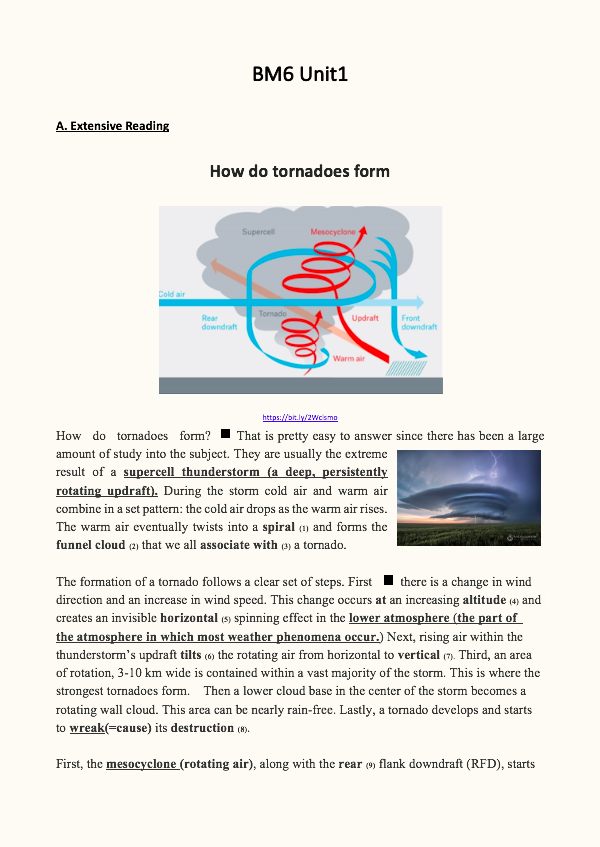 BM6 Unit1
A. Extensive Reading
How do tornadoes form
Supercell
Mesocyclone
Cold air
Rear
downdraft
Tornado
Updraft
Front
downdraft
Warm air
https://bit.ly/2Wclsmo
How do tornadoes form? ■ That is pretty easy to answer since there has been a large
amount of study into the subject. They are usually the extreme
result of a supercell thunderstorm (a deep, persistently
rotating updraft). During the storm cold air and warm air
combine in a set pattern: the cold air drops as the warm air rises.
The warm air eventually twists into a spiral (1) and forms the
funnel cloud (2) that we all associate with (3) a tornado.
The formation of a tornado follows a clear set of steps. First ■ there is a change in wind
direction and an increase in wind speed. This change occurs at an increasing altitude (4) and
creates an invisible horizontal (5) spinning effect in the lower atmosphere (the part of
the atmosphere in which most weather phenomena occur.) Next, rising air within the
thunderstorm's updraft tilts (6) the rotating air from horizontal to vertical (7). Third, an area
of rotation, 3-10 km wide is contained within a vast majority of the storm. This is where the
strongest tornadoes form. Then a lower cloud base in the center of the storm becomes a
rotating wall cloud. This area can be nearly rain-free. Lastly, a tornado develops and starts
to wreak(=cause) its destruction (8).
First, the mesocyclone (rotating air), along with the rear (9) flank downdraft (RFD), starts